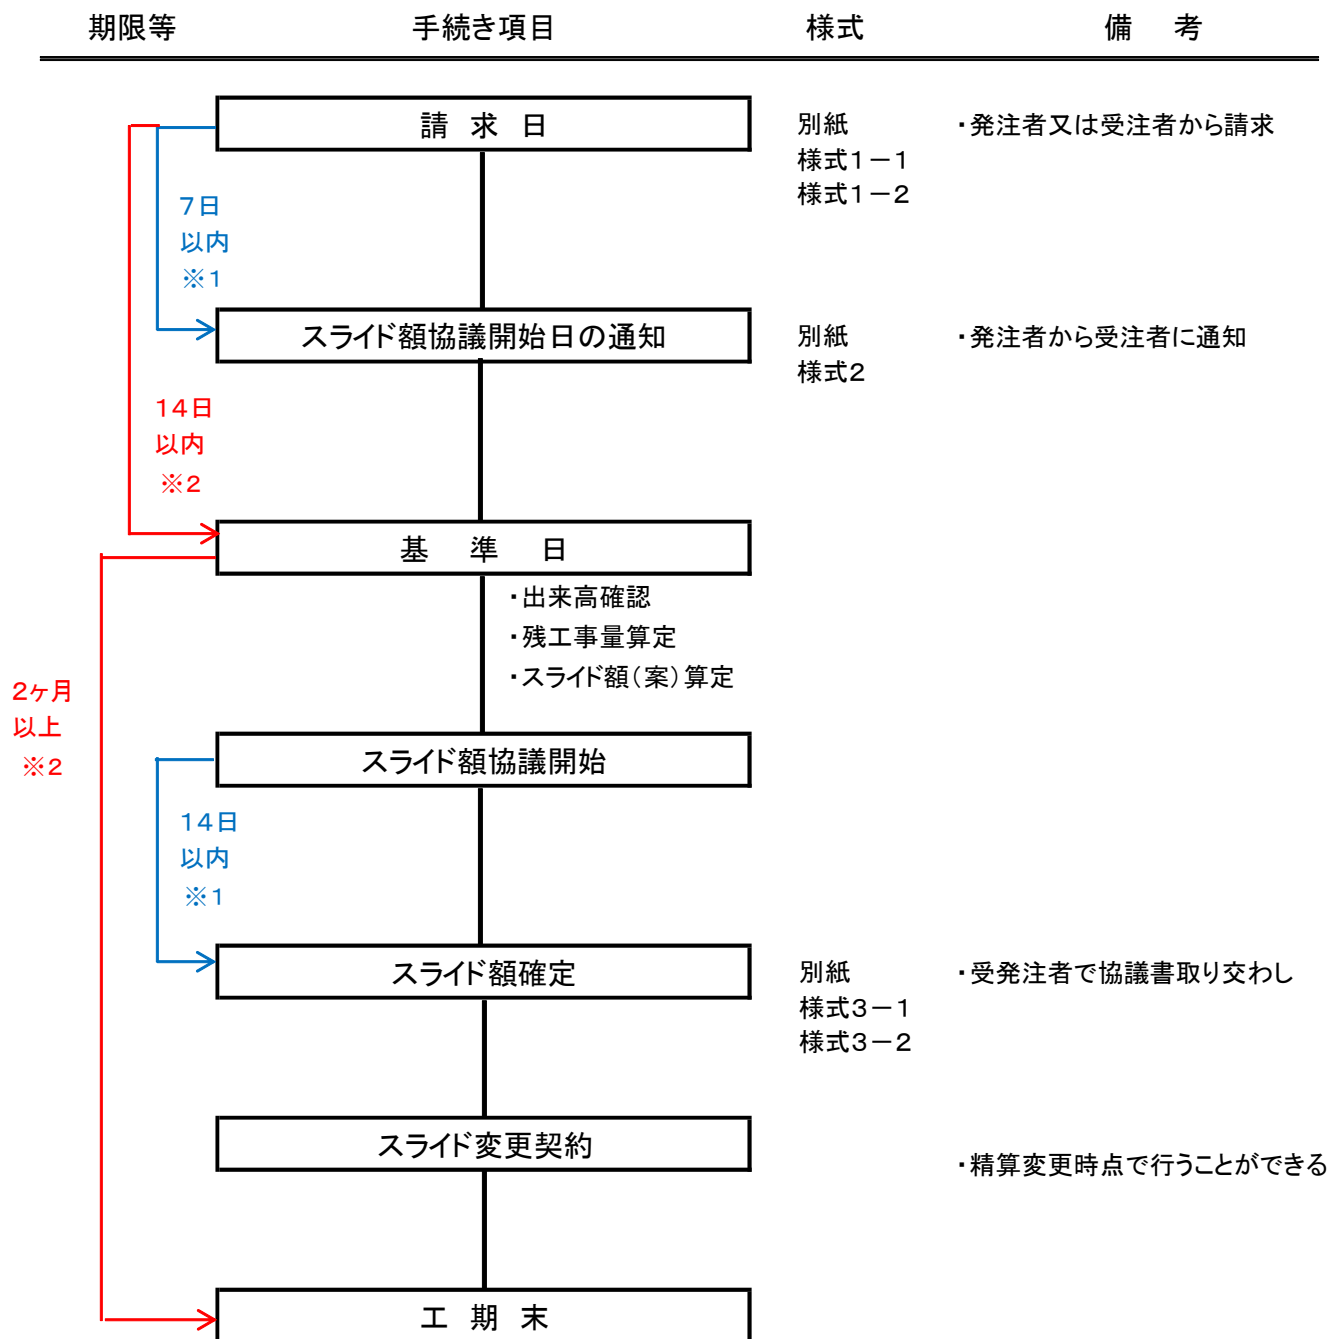 期限等 手続き項目 様式 備 考
請 求 日 別紙 ・発注者又は受注者から請求
様式1-1
様式1-2
7日
以内
※1
スライド額協議開始日の通知 別紙 ・発注者から受注者に通知
様式2
14日
以内
※2
基 準 日
・出来高確認
・残工事量算定
・スライド額（案）算定
2ヶ月
以上
※2
スライド額協議開始
14日
以内
※1
スライド額確定 別紙 ・受発注者で協議書取り交わし
様式3-1
様式3-2
スライド変更契約
・精算変更時点で行うことができる
工 期 末